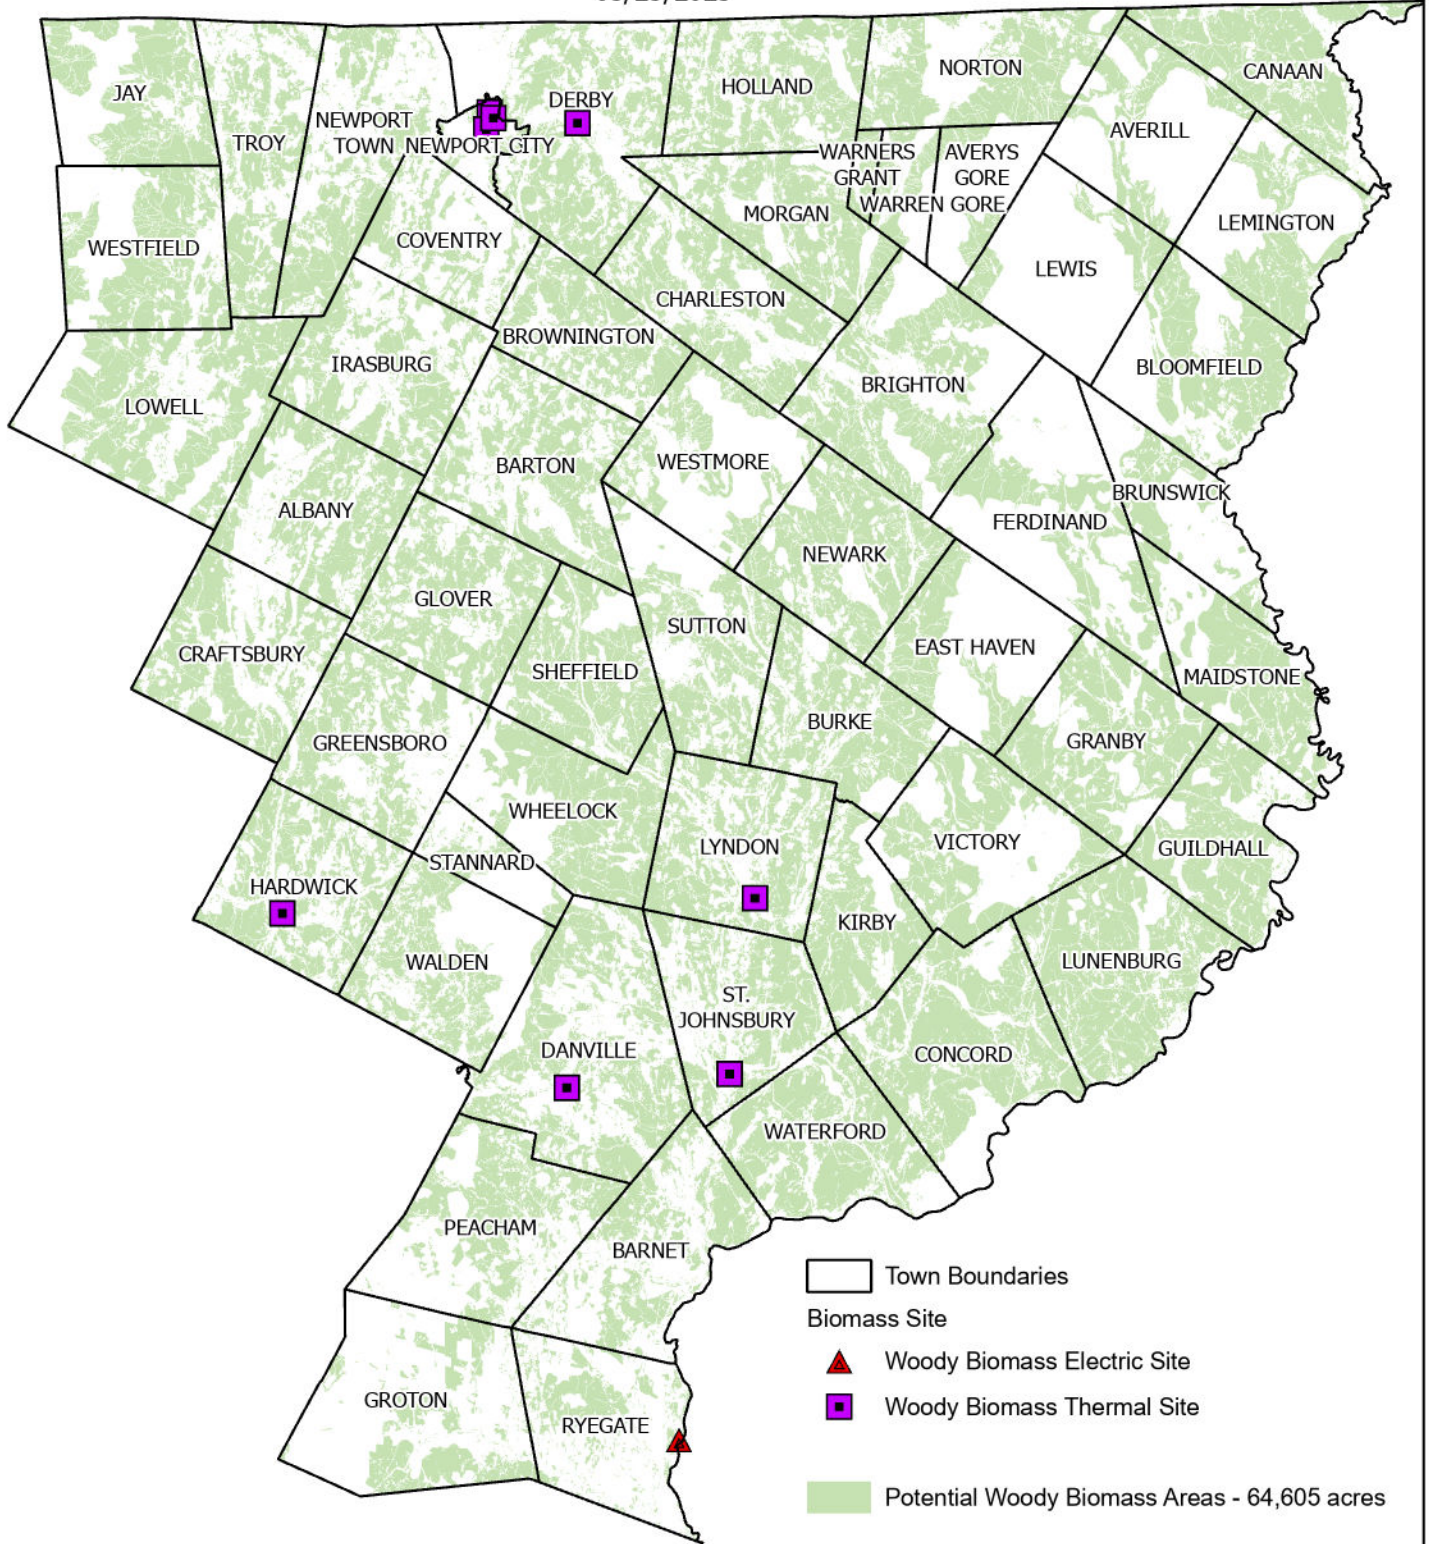 JAY
TROY
NEWPORT
TOWN
NEWPORT CITY
DERBY
HOLLAND
NORTON
CANAAN
AVERILL
WARNERS
GRANT
AVERYS
GORE
WARREN GORE
MORGAN
LEMINGTON
WESTFIELD
COVENTRY
LEWIS
CHARLESTON
BROWNINGTON
IRASBURG
BRIGHTON
BLOOMFIELD
LOWELL
BARTON
WESTMORE
BRUNSWICK
ALBANY
FERDINAND
NEWARK
GLOVER
SUTTON
EAST HAVEN
CRAFTSBURY
SHEFFIELD
MAIDSTONE
BURKE
GREENSBORO
GRANBY
WHEELOCK
LYNDON
VICTORY
GUILDHALL
STANNARD
HARDWICK
KIRBY
WALDEN
LUNENBURG
ST.
JOHNSBURY
DANVILLE
CONCORD
WATERFORD
PEACHAM
BARNET
GROTON
RYEGATE
Town Boundaries
Biomass Site
Woody Biomass Electric Site
Woody Biomass Thermal Site
Potential Woody Biomass Areas - 64,605 acres